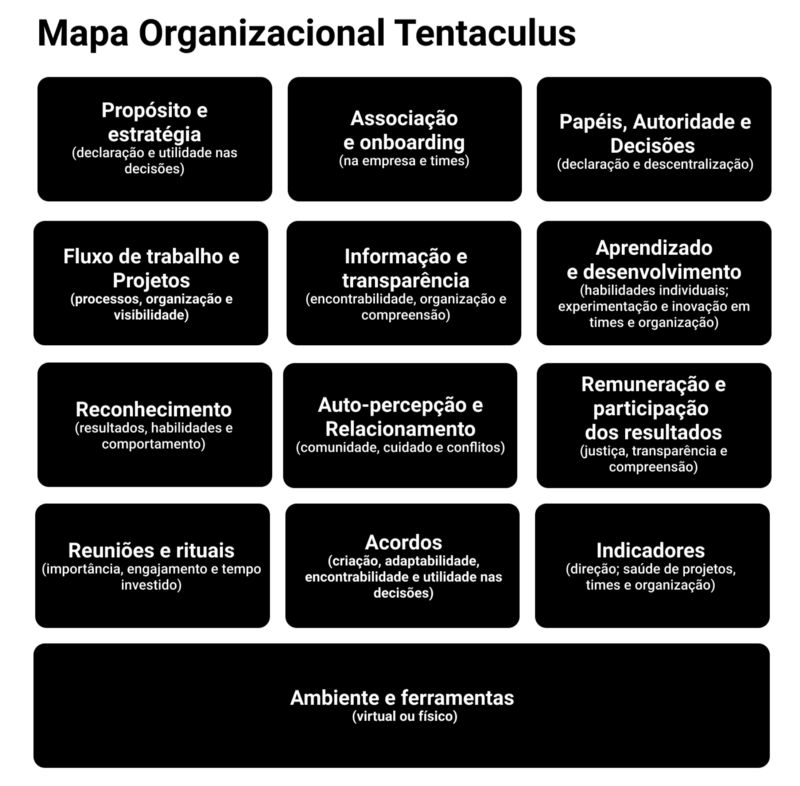 Mapa Organizacional Tentaculus
Propósito e
estratégia
(declaração e utilidade nas
decisões)
Associação
e onboarding
(na empresa e times)
Papéis, Autoridade e
Decisões
(declaração e descentralização)
Fluxo de trabalho e
Projetos
(processos, organização e
visibilidade)
Informação e
transparência
(encontrabilidade, organização e
compreensão)
Aprendizado
e desenvolvimento
(habilidades individuais;
experimentação e inovação em
times e organização)
Reconhecimento
(resultados, habilidades e
comportamento)
Auto-percepção e
Relacionamento
(comunidade, cuidado e conflitos)
Remuneração e
participação
dos resultados
(justiça, transparência e
compreensão)
Reuniões e rituais
(importância, engajamento e tempo
investido)
Acordos
(criação, adaptabilidade,
encontrabilidade e utilidade nas
decisões)
Indicadores
(direção; saúde de projetos,
times e organização)
Ambiente e ferramentas
(virtual ou físico)